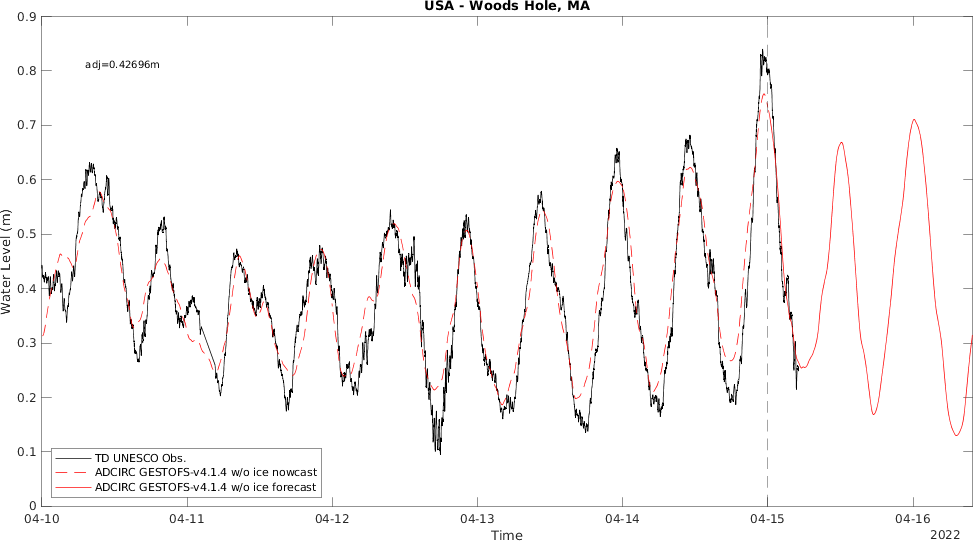 USA - Woods Hole, MA
0.9
0.8
0.7
0.6
0.5
0.4
0.3
0.2
0.1
0
Water Level (m)
adj=0.42696m
TD UNESCO Obs.
ADCIRC GESTOFS-v4.1.4 w/o ice nowcast
ADCIRC GESTOFS-v4.1.4 w/o ice forecast
04-10 04-11 04-12 04-13 04-14 04-15 04-16
Time
2022